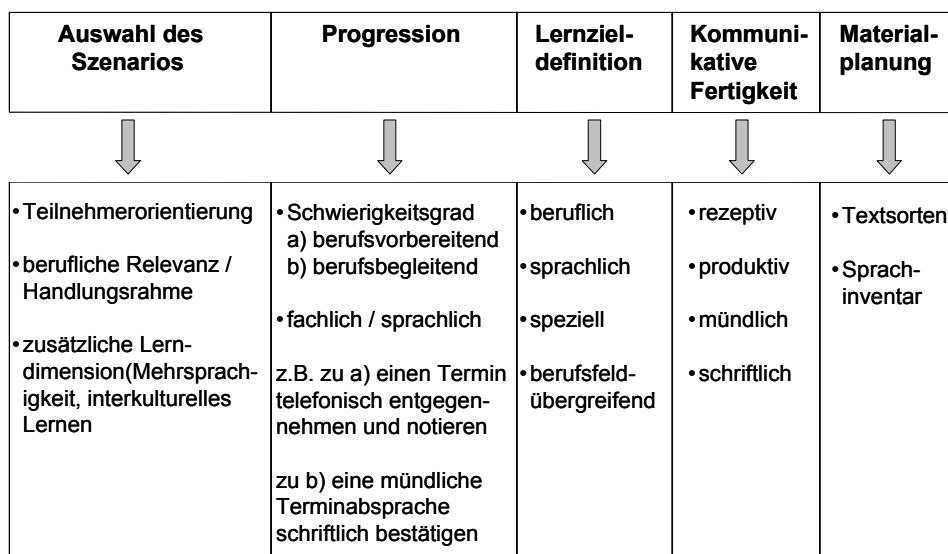 Auswahl des
Szenarios
Progression
Lernziel-
definition
Kommuni-
kative
Fertigkeit
Material-
planung
•Teilnehmerorientierung
•berufliche Relevanz /
Handlungsrahme
•zusätzliche Lern-
dimension(Mehrsprach-
igkeit, interkulturelles
Lernen
•Schwierigkeitsgrad
a) berufsvorbereitend
b) berufsbegleitend
•fachlich / sprachlich
z.B. zu a) einen Termin
telefonisch entgegen-
nehmen und notieren
zu b) eine mündliche
Terminabsprache
schriftlich bestätigen
•beruflich
•sprachlich
•speziell
•berufsfeld-
übergreifend
•rezeptiv
•produktiv
•mündlich
•schriftlich
•Textsorten
•Sprach-
inventar